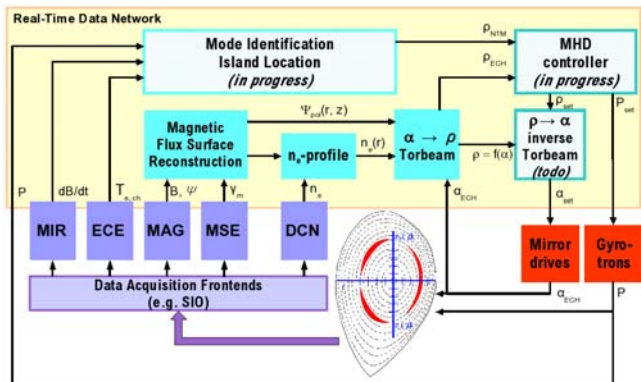 Real-Time Data Network
Mode Identification
Island Location
(in progress)
ρNTM
MHD
controller
(in progress)
ρECH
Ψpol(r, z)
ρset
Pset
Magnetic
Flux Surface
Reconstruction
ne-profile
ne(r)
α → ρ
Torbeam
ρ = f(α)
ρ → α
inverse
Torbeam
(todo)
P
dB/dt
Te,ch
B, ψ
γm
ne
αECH
αset
MIR
ECE
MAG
MSE
DCN
Mirror
drives
Gyro-
trons
Data Acquisition Frontends
(e.g. SIO)
αECH
P